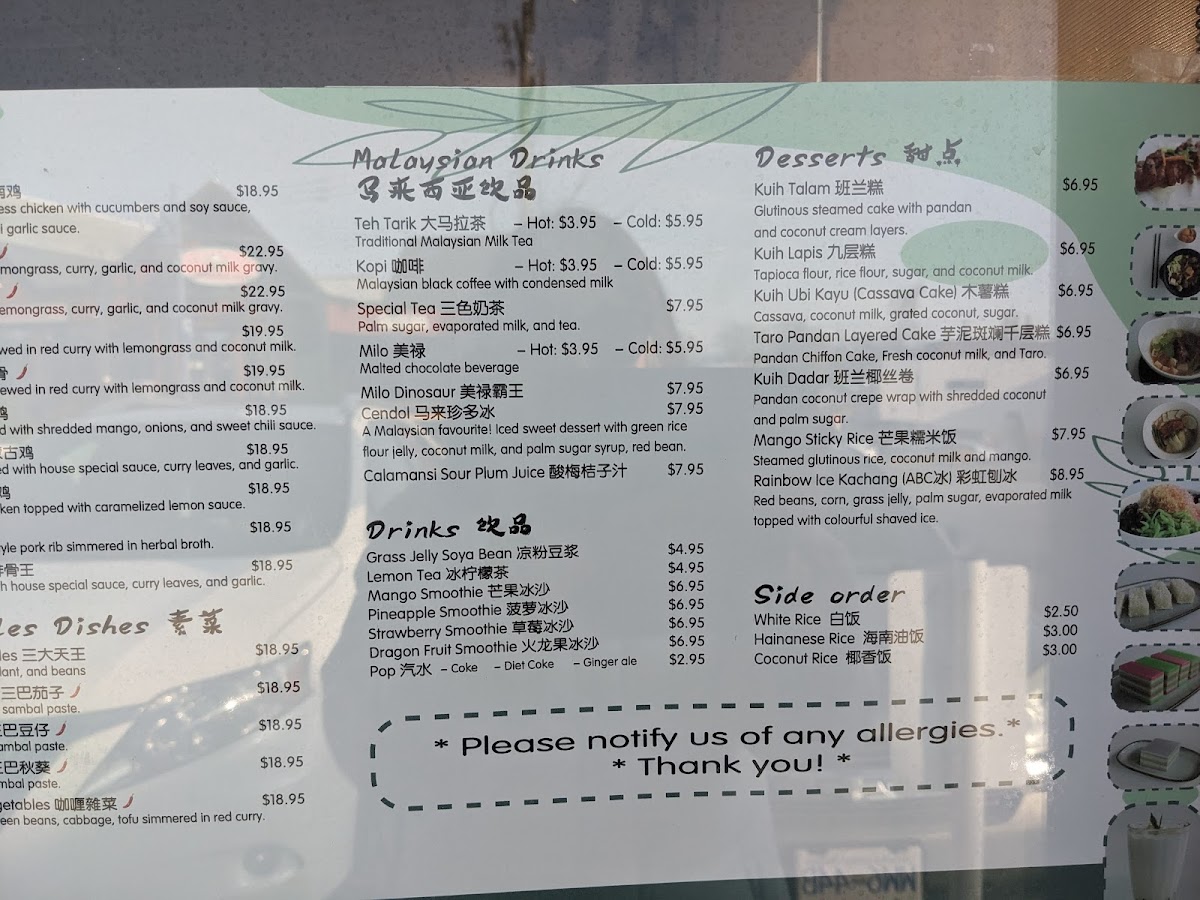 鸡
$18.95
ess chicken with cucumbers and soy sauce,
i garlic sauce.
$22.95
mongrass, curry, garlic, and coconut milk gravy.
$22.95
emongrass, curry, garlic, and coconut milk gravy.
$19.95
wed in red curry with lemongrass and coconut milk.
骨 $19.95
ewed in red curry with lemongrass and coconut milk.
鸡 $18.95
d with shredded mango, onions, and sweet chili sauce.
古鸡 $18.95
ed with house special sauce, curry leaves, and garlic.
鸡 $18.95
ken topped with caramelized lemon sauce.
$18.95
yle pork rib simmered in herbal broth.
排骨王 $18.95
h house special sauce, curry leaves, and garlic.
les Dishes 素菜
les 三大天王 $18.95
lant, and beans
三巴茄子 $18.95
sambal paste.
三巴豆仔 $18.95
ambal paste.
三巴秋葵 $18.95
mbal paste.
getables 咖喱雜菜 $18.95
een beans, cabbage, tofu simmered in red curry.
Malaysian Drinks
马来西亚饮品
Teh Tarik 大马拉茶 – Hot: $3.95 – Cold: $5.95
Traditional Malaysian Milk Tea
Kopi 咖啡 – Hot: $3.95 – Cold: $5.95
Malaysian black coffee with condensed milk
Special Tea 三色奶茶 $7.95
Palm sugar, evaporated milk, and tea.
Milo 美禄 – Hot: $3.95 – Cold: $5.95
Malted chocolate beverage
Milo Dinosaur 美禄霸王 $7.95
Cendol 马来珍多冰 $7.95
A Malaysian favourite! Iced sweet dessert with green rice
flour jelly, coconut milk, and palm sugar syrup, red bean.
Calamansi Sour Plum Juice 酸梅桔子汁 $7.95
Drinks 饮品
Grass Jelly Soya Bean 凉粉豆浆 $4.95
Lemon Tea 冰柠檬茶 $4.95
Mango Smoothie 芒果冰沙 $6.95
Pineapple Smoothie 菠萝冰沙 $6.95
Strawberry Smoothie 草莓冰沙 $6.95
Dragon Fruit Smoothie 火龙果冰沙 $6.95
Pop 汽水 – Coke – Diet Coke – Ginger ale $2.95
Desserts 甜点
Kuih Talam 班兰糕 $6.95
Glutinous steamed cake with pandan
and coconut cream layers.
Kuih Lapis 九层糕 $6.95
Tapioca flour, rice flour, sugar, and coconut milk.
Kuih Ubi Kayu (Cassava Cake) 木薯糕 $6.95
Cassava, coconut milk, grated coconut, sugar.
Taro Pandan Layered Cake 芋泥斑斓千层糕 $6.95
Pandan Chiffon Cake, Fresh coconut milk, and Taro.
Kuih Dadar 班兰椰丝卷 $6.95
Pandan coconut crepe wrap with shredded coconut
and palm sugar.
Mango Sticky Rice 芒果糯米饭 $7.95
Steamed glutinous rice, coconut milk and mango.
Rainbow Ice Kachang (ABC冰) 彩虹刨冰 $8.95
Red beans, corn, grass jelly, palm sugar, evaporated milk
topped with colourful shaved ice.
Side order
White Rice 白饭 $2.50
Hainanese Rice 海南油饭 $3.00
Coconut Rice 椰香饭 $3.00
* Please notify us of any allergies.*
* Thank you! *